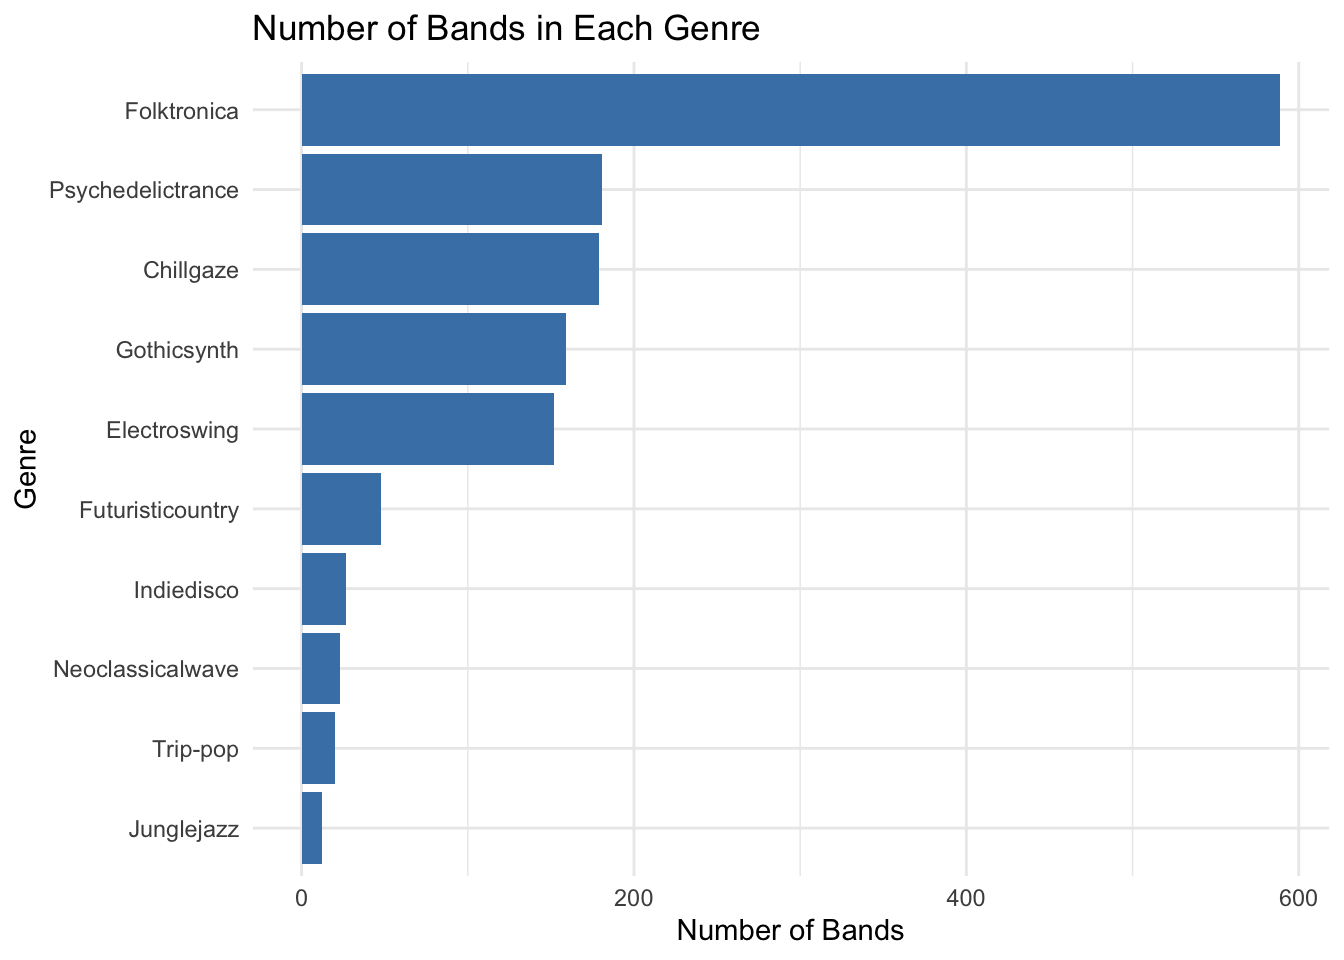 Number of Bands in Each Genre
Folktronica
Psychedelictrance
Chillgaze
Gothicsynth
Electroswing
Futuristicountry
Indiedisco
Neoclassicalwave
Trip-pop
Junglejazz
Genre
0 200 400 600
Number of Bands